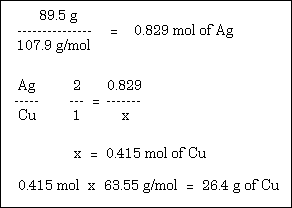 89.5 g
--------------- = 0.829 mol of Ag
107.9 g/mol
Ag 2 0.829
----- --- = -------
Cu 1 x
x = 0.415 mol of Cu
0.415 mol x 63.55 g/mol = 26.4 g of Cu